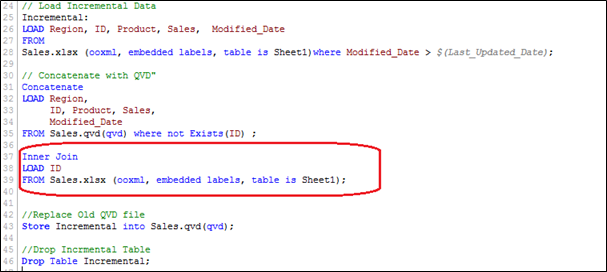 24 // Load Incremental Data
25 Incremental:
26 LOAD Region, ID, Product, Sales,  Modified_Date
27 FROM
28 Sales.xlsx (ooxml, embedded labels, table is Sheet1)where Modified_Date > $(Last_Updated_Date);
29
30 // Concatenate with QVD"
31 Concatenate
32 LOAD Region,
33      ID, Product, Sales,
34      Modified_Date
35 FROM Sales.qvd(qvd) where not Exists(ID) ;
36
37 Inner Join
38 LOAD ID
39 FROM Sales.xlsx (ooxml, embedded labels, table is Sheet1);
40
41
42 //Replace Old QVD file
43 Store Incremental into Sales.qvd(qvd);
44
45 //Drop Incrmental Table
46 Drop Table Incremental;